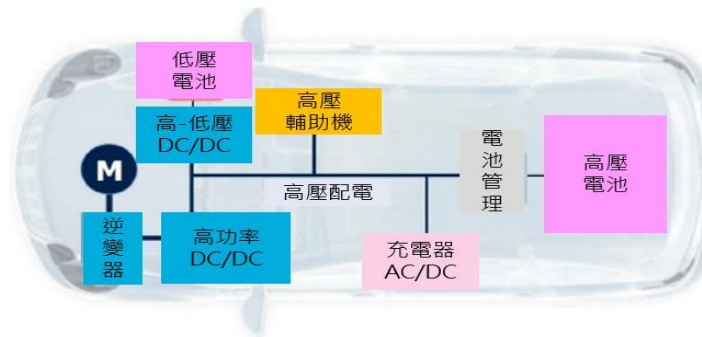 低壓
電池
高-低壓
DC/DC
高壓
輔助機
電池管理
高壓
電池
M
高壓配電
逆變器
高功率
DC/DC
充電器
AC/DC